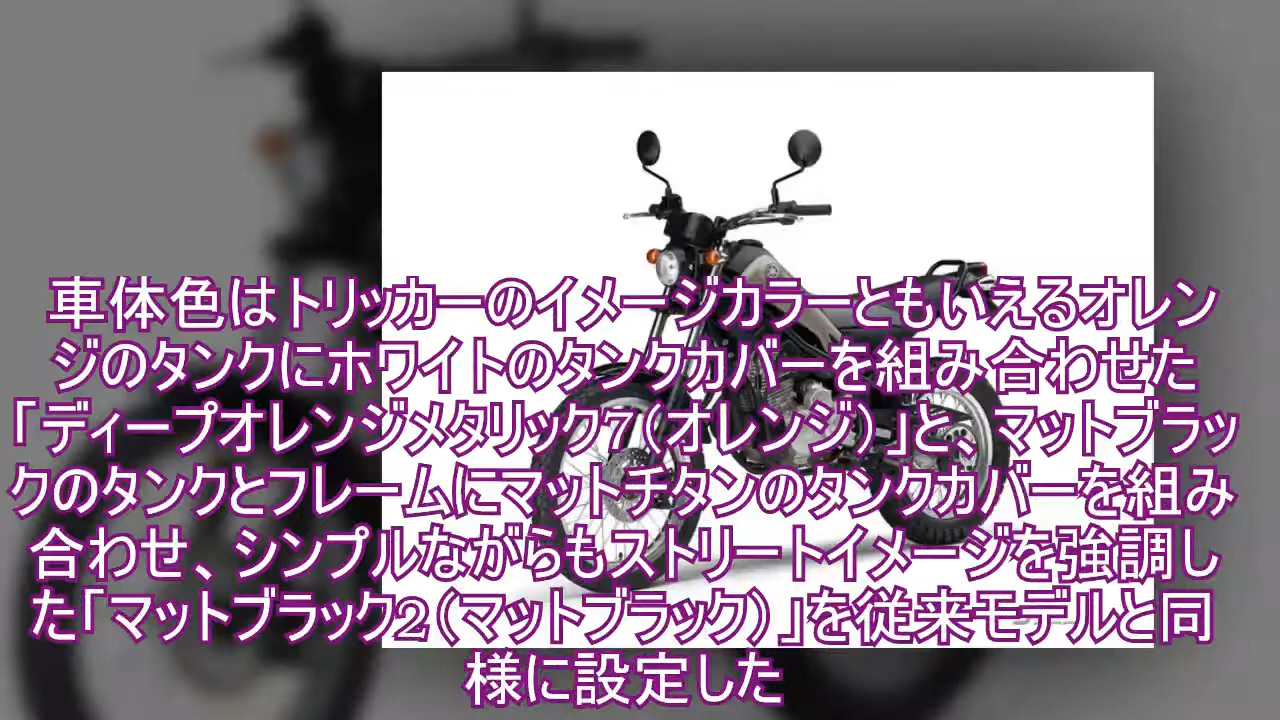 車体色はトリッカーのイメージカラーともいえるオレン
ジのタンクにホワイトのタンクカバーを組み合わせた
「ディープオレンジメタリック7（オレンジ）」と、マットブラッ
クのタンクとフレームにマットチタンのタンクカバーを組み
合わせ、シンプルながらもストリートイメージを強調し
た「マットブラック2（マットブラック）」を従来モデルと同
様に設定した